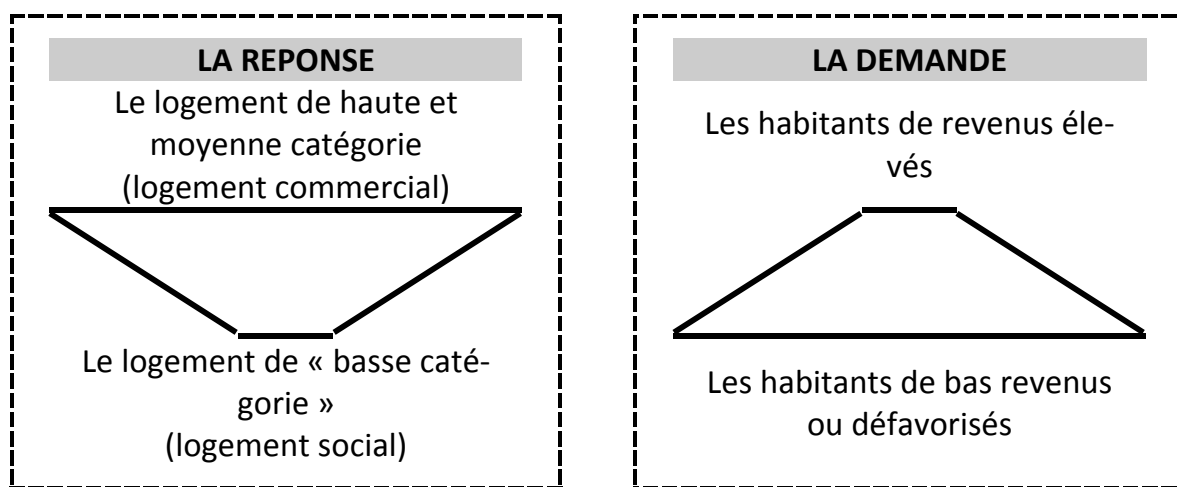 LA REPONSE
Le logement de haute et
moyenne catégorie
(logement commercial)
Le logement de « basse caté-
gorie »
(logement social)
LA DEMANDE
Les habitants de revenus éle-
vés
Les habitants de bas revenus
ou défavorisés